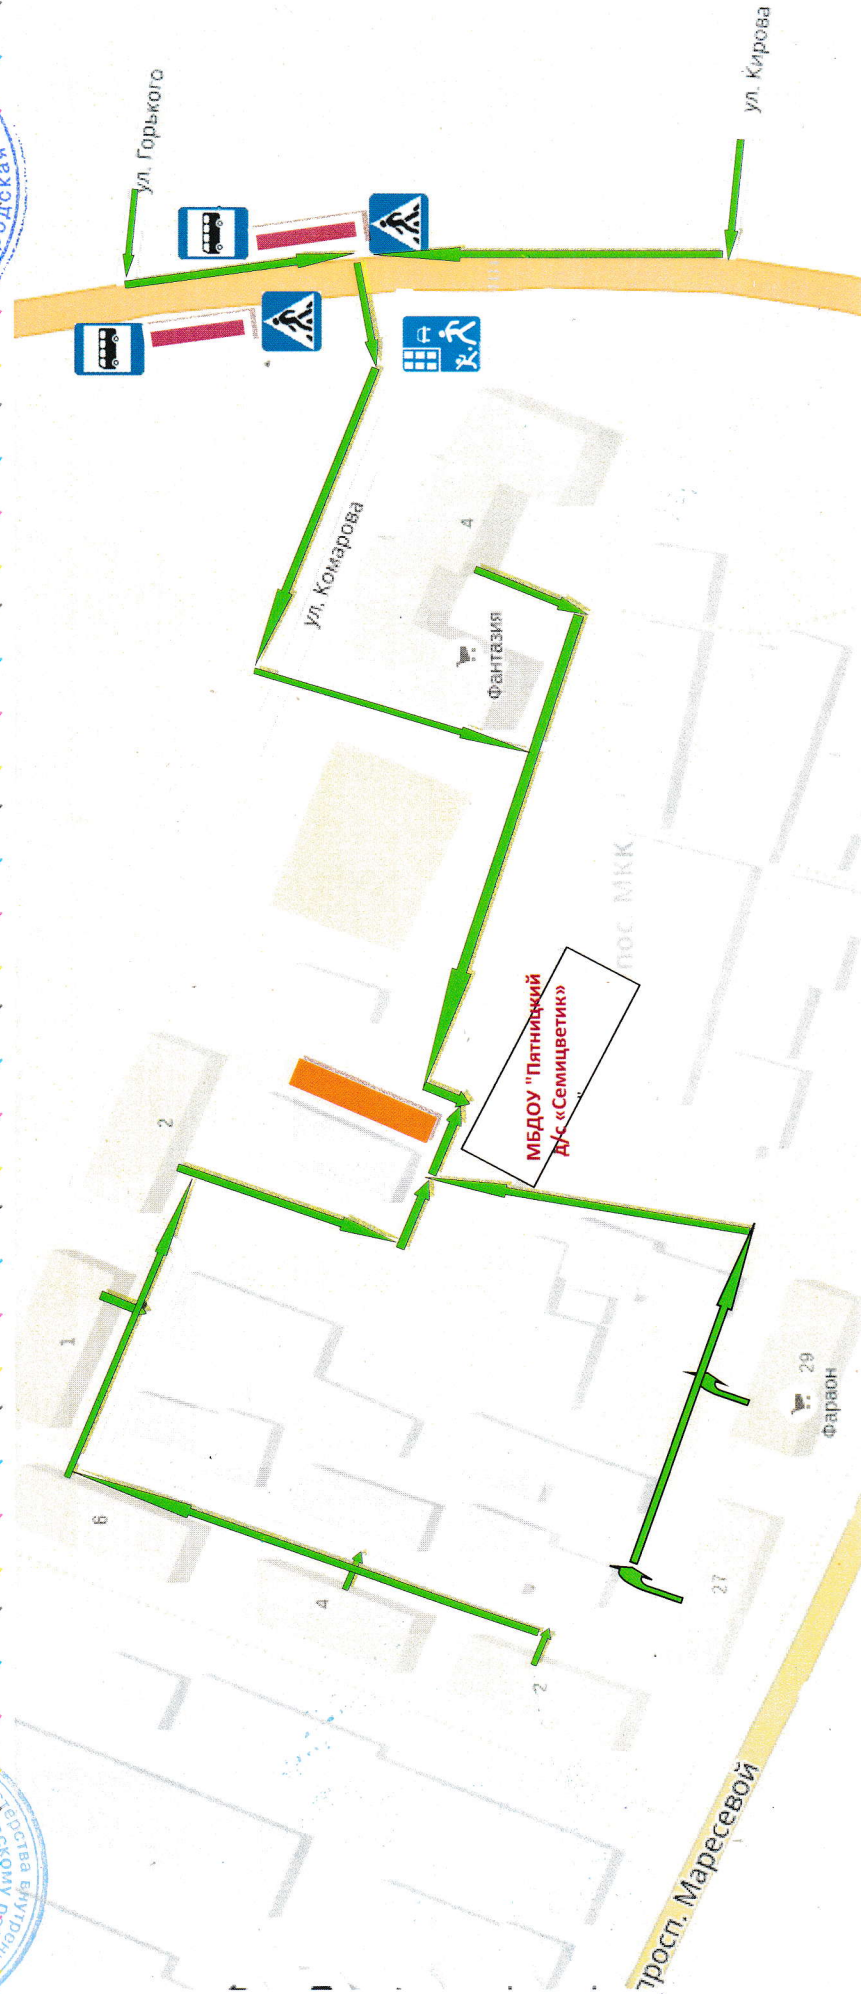 ул. Горького
ул. Кирова
ул. Комарова
4
Фантазия
пос. МКК
МБДОУ "Пятницкий
д/с «Семицветик»
"
2
1
6
4
2
27
29
Фараон
просп. Маресевой